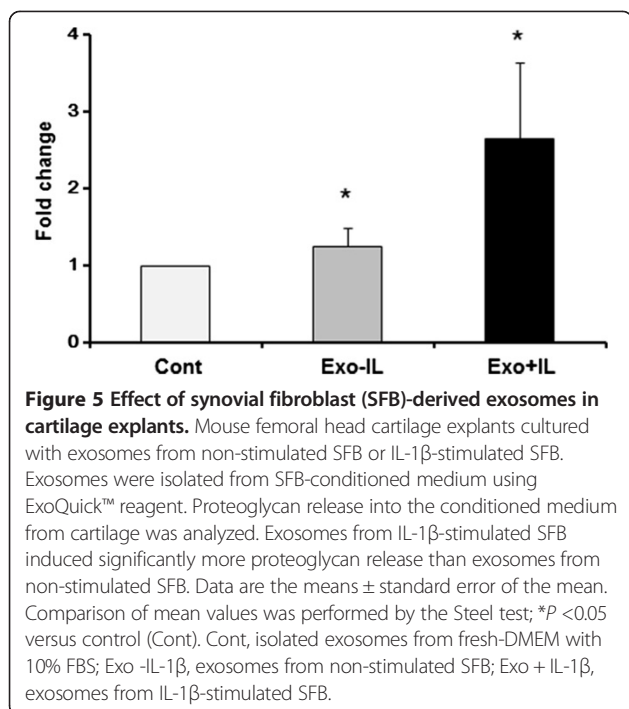 4
*
3
Fold change
2
*
1
0
Cont
Exo-IL
Exo+IL
Figure 5 Effect of synovial fibroblast (SFB)-derived exosomes in
cartilage explants. Mouse femoral head cartilage explants cultured
with exosomes from non-stimulated SFB or IL-1β-stimulated SFB.
Exosomes were isolated from SFB-conditioned medium using
ExoQuick™ reagent. Proteoglycan release into the conditioned medium
from cartilage was analyzed. Exosomes from IL-1β-stimulated SFB
induced significantly more proteoglycan release than exosomes from
non-stimulated SFB. Data are the means ± standard error of the mean.
Comparison of mean values was performed by the Steel test; *P <0.05
versus control (Cont). Cont, isolated exosomes from fresh-DMEM with
10% FBS; Exo -IL-1β, exosomes from non-stimulated SFB; Exo + IL-1β,
exosomes from IL-1β-stimulated SFB.